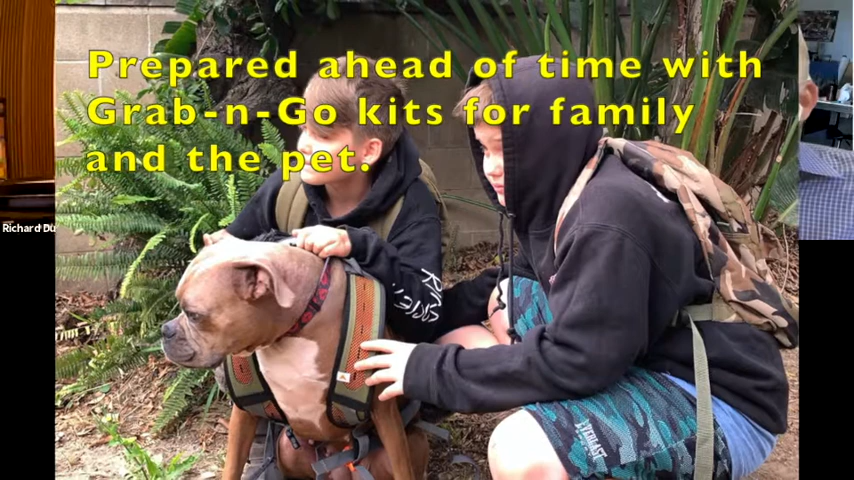 Prepared ahead of time with
Grab-n-Go kits for family
and the pet.
Richard Du
EVERLAST